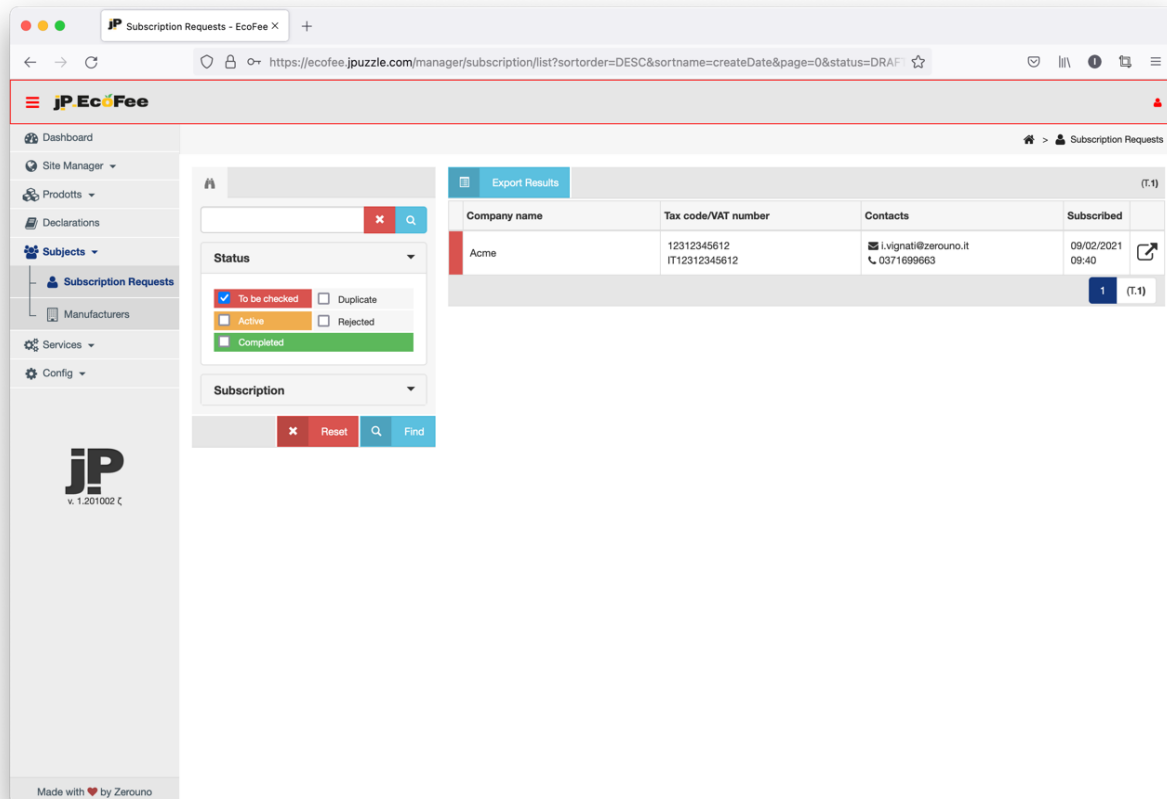 jP Subscription Requests - EcoFee
https://ecofee.jpuzzle.com/manager/subscription/list?sortorder=DESC&sortname=createDate&page=0&status=DRAF
jP.EcoFee
Dashboard
Site Manager
Prodotts
Declarations
Subjects
Subscription Requests
Manufacturers
Services
Config
jP
v. 1.201002 ζ
Made with ❤ by Zerouno
> Subscription Requests
Status
To be checked
Duplicate
Active
Rejected
Completed
Subscription
Reset
Find
Export Results
(T.1)
Company name Tax code/VAT number Contacts Subscribed
Acme
12312345612
IT12312345612
i.vignati@zerouno.it
0371699663
09/02/2021
09:40
1 (T.1)